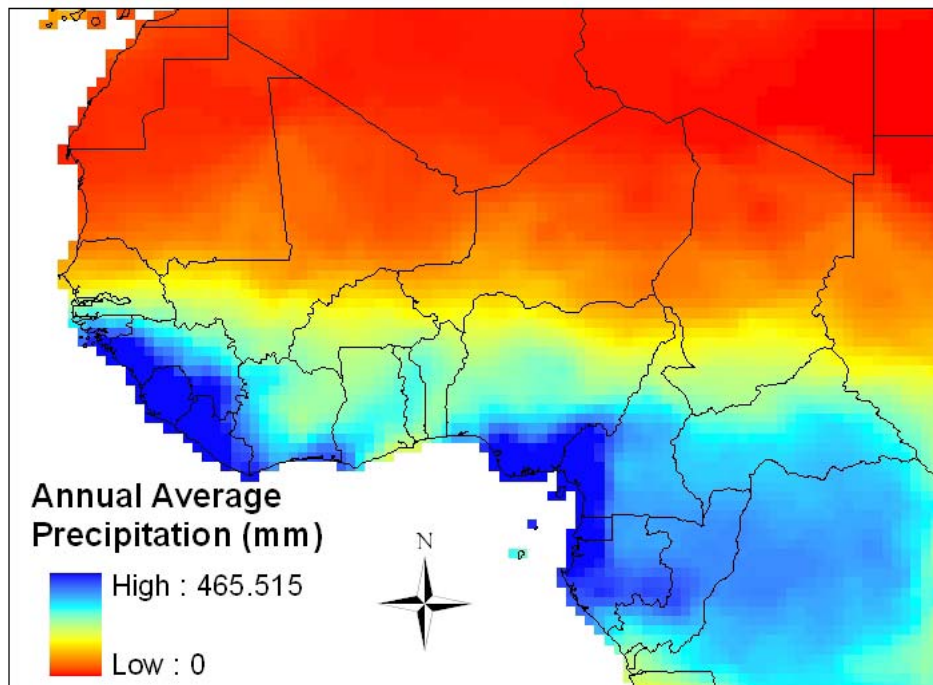 N
Annual Average
Precipitation (mm)
High : 465.515
Low : 0